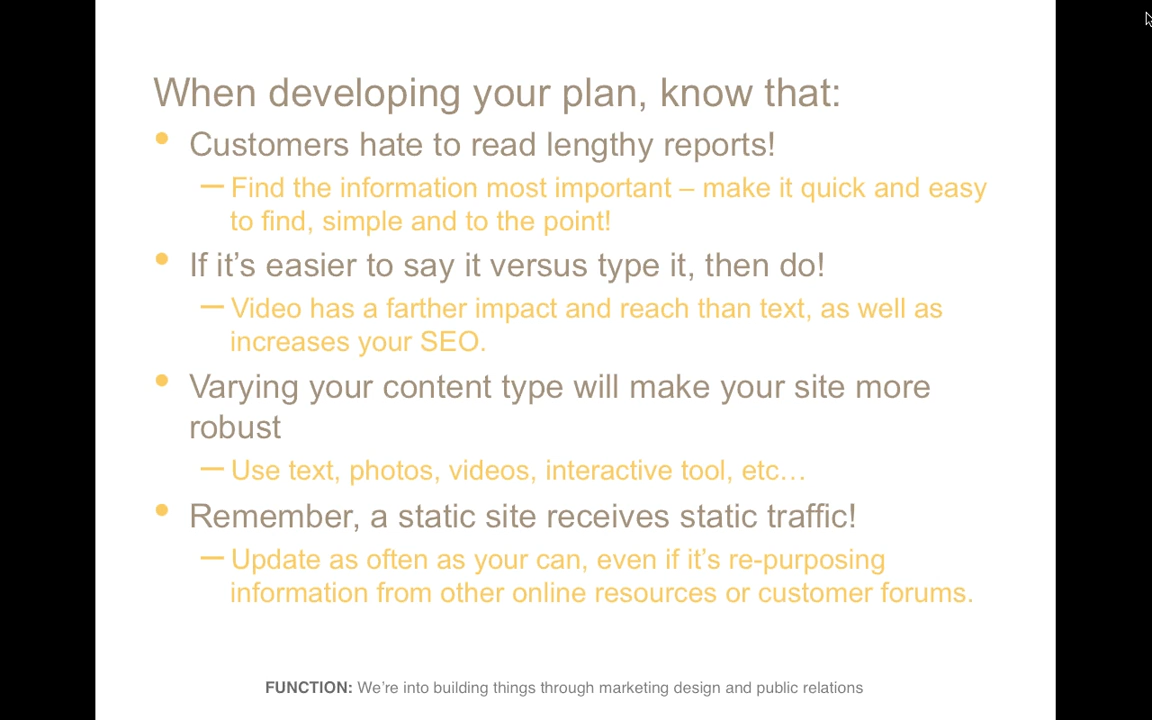 When developing your plan, know that:
• Customers hate to read lengthy reports!
– Find the information most important – make it quick and easy
to find, simple and to the point!
• If it’s easier to say it versus type it, then do!
– Video has a farther impact and reach than text, as well as
increases your SEO.
• Varying your content type will make your site more
robust
– Use text, photos, videos, interactive tool, etc…
• Remember, a static site receives static traffic!
– Update as often as your can, even if it’s re-purposing
information from other online resources or customer forums.
FUNCTION: We’re into building things through marketing design and public relations